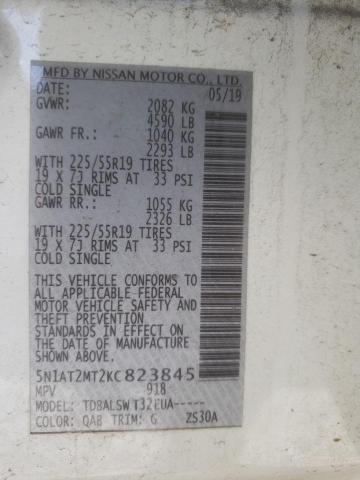 MFD BY NISSAN MOTOR CO., LTD.
DATE: 05/19
GVWR: 2082 KG
4590 LB
GAWR FR.: 1040 KG
2293 LB
WITH 225/55R19 TIRES
19 X 7J RIMS AT 33 PSI
COLD SINGLE
GAWR RR.: 1055 KG
2326 LB
WITH 225/55R19 TIRES
19 X 7J RIMS AT 33 PSI
COLD SINGLE
THIS VEHICLE CONFORMS TO
ALL APPLICABLE FEDERAL
MOTOR VEHICLE SAFETY AND
THEFT PREVENTION
STANDARDS IN EFFECT ON
THE DATE OF MANUFACTURE
SHOWN ABOVE.
5N1AT2MT2KC823845
MPV 918
MODEL: TDBALSWT32EUA-----
COLOR: QAB TRIM: G ZS30A